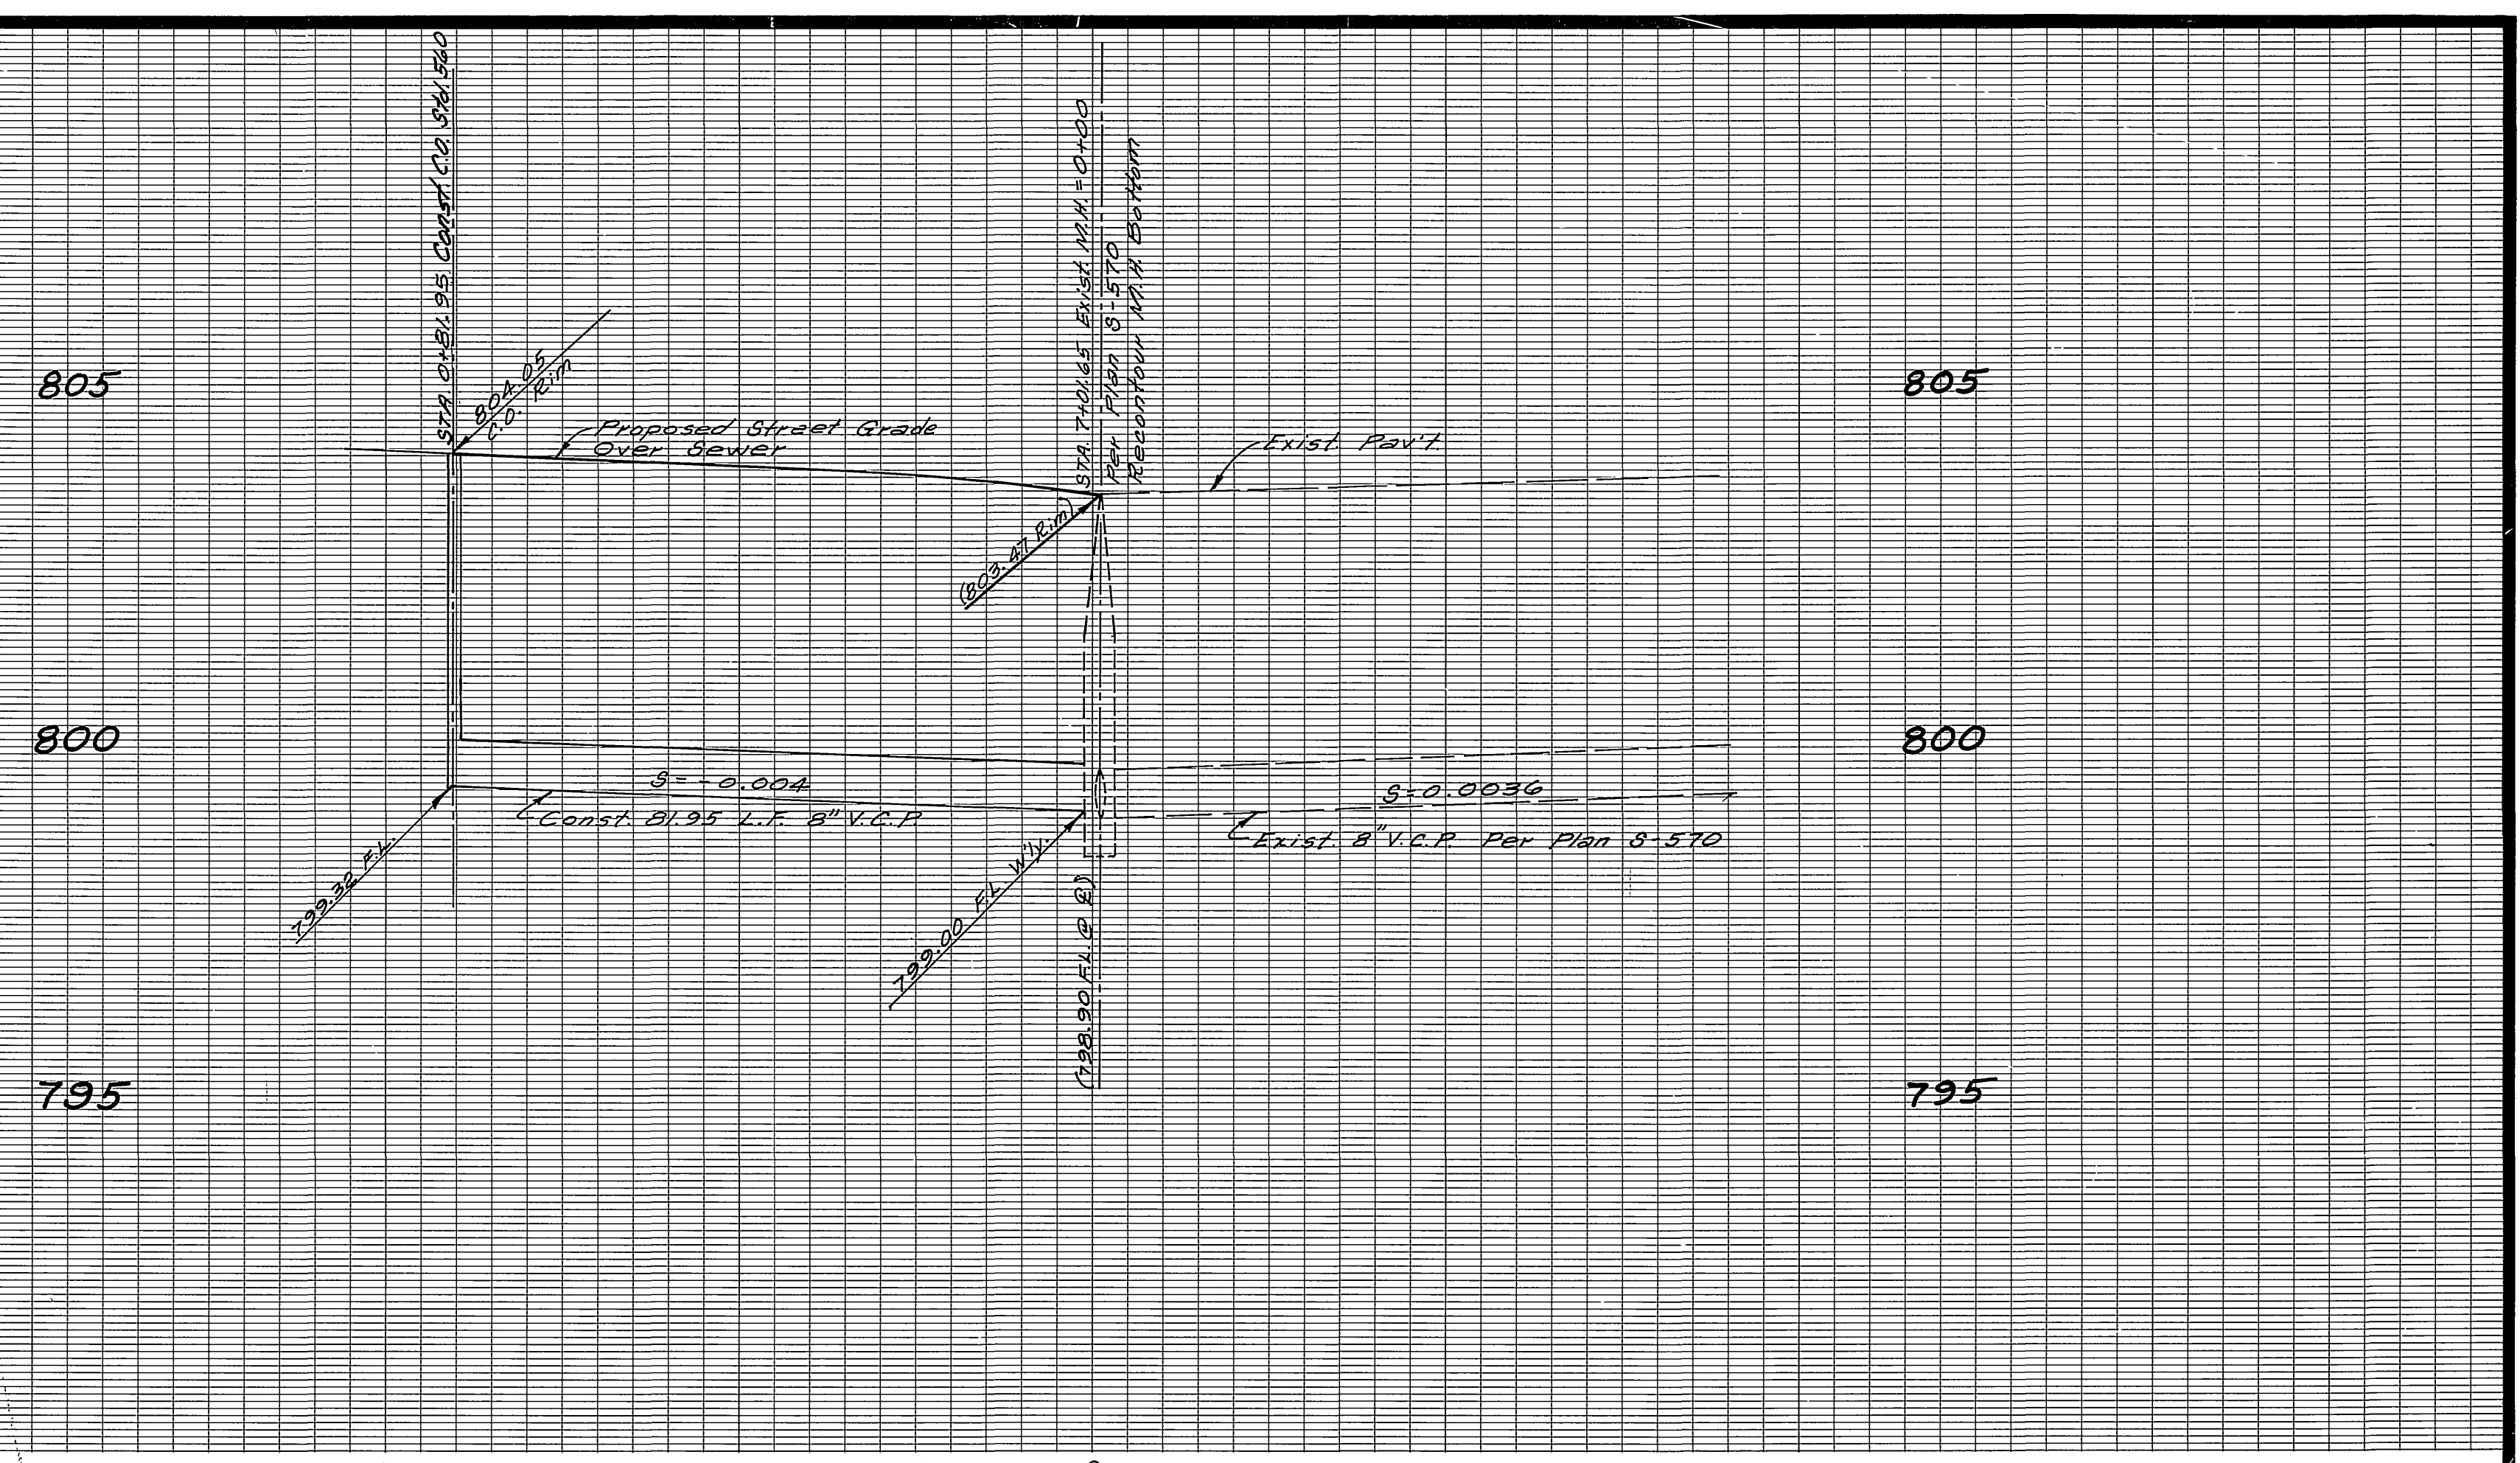 STA. 0+81.95 Const. C.O. Std. 560
STA. 7+01.65 Exist. M.H. = 0+00
Per Plan S-570
Recontour M.H. Bottom
805
804.05
C.O. Rim
805
Proposed Street Grade
Over Sewer
Exist. Pav't.
(803.47 Rim)
800
800
S = -0.004
Const. 81.95 L.F. 8" V.C.P.
S=0.0036
Exist. 8" V.C.P. Per Plan S-570
799.32 F.L.
799.00 F.L. W'ly.
(798.90 F.L. @ ℄)
795
795